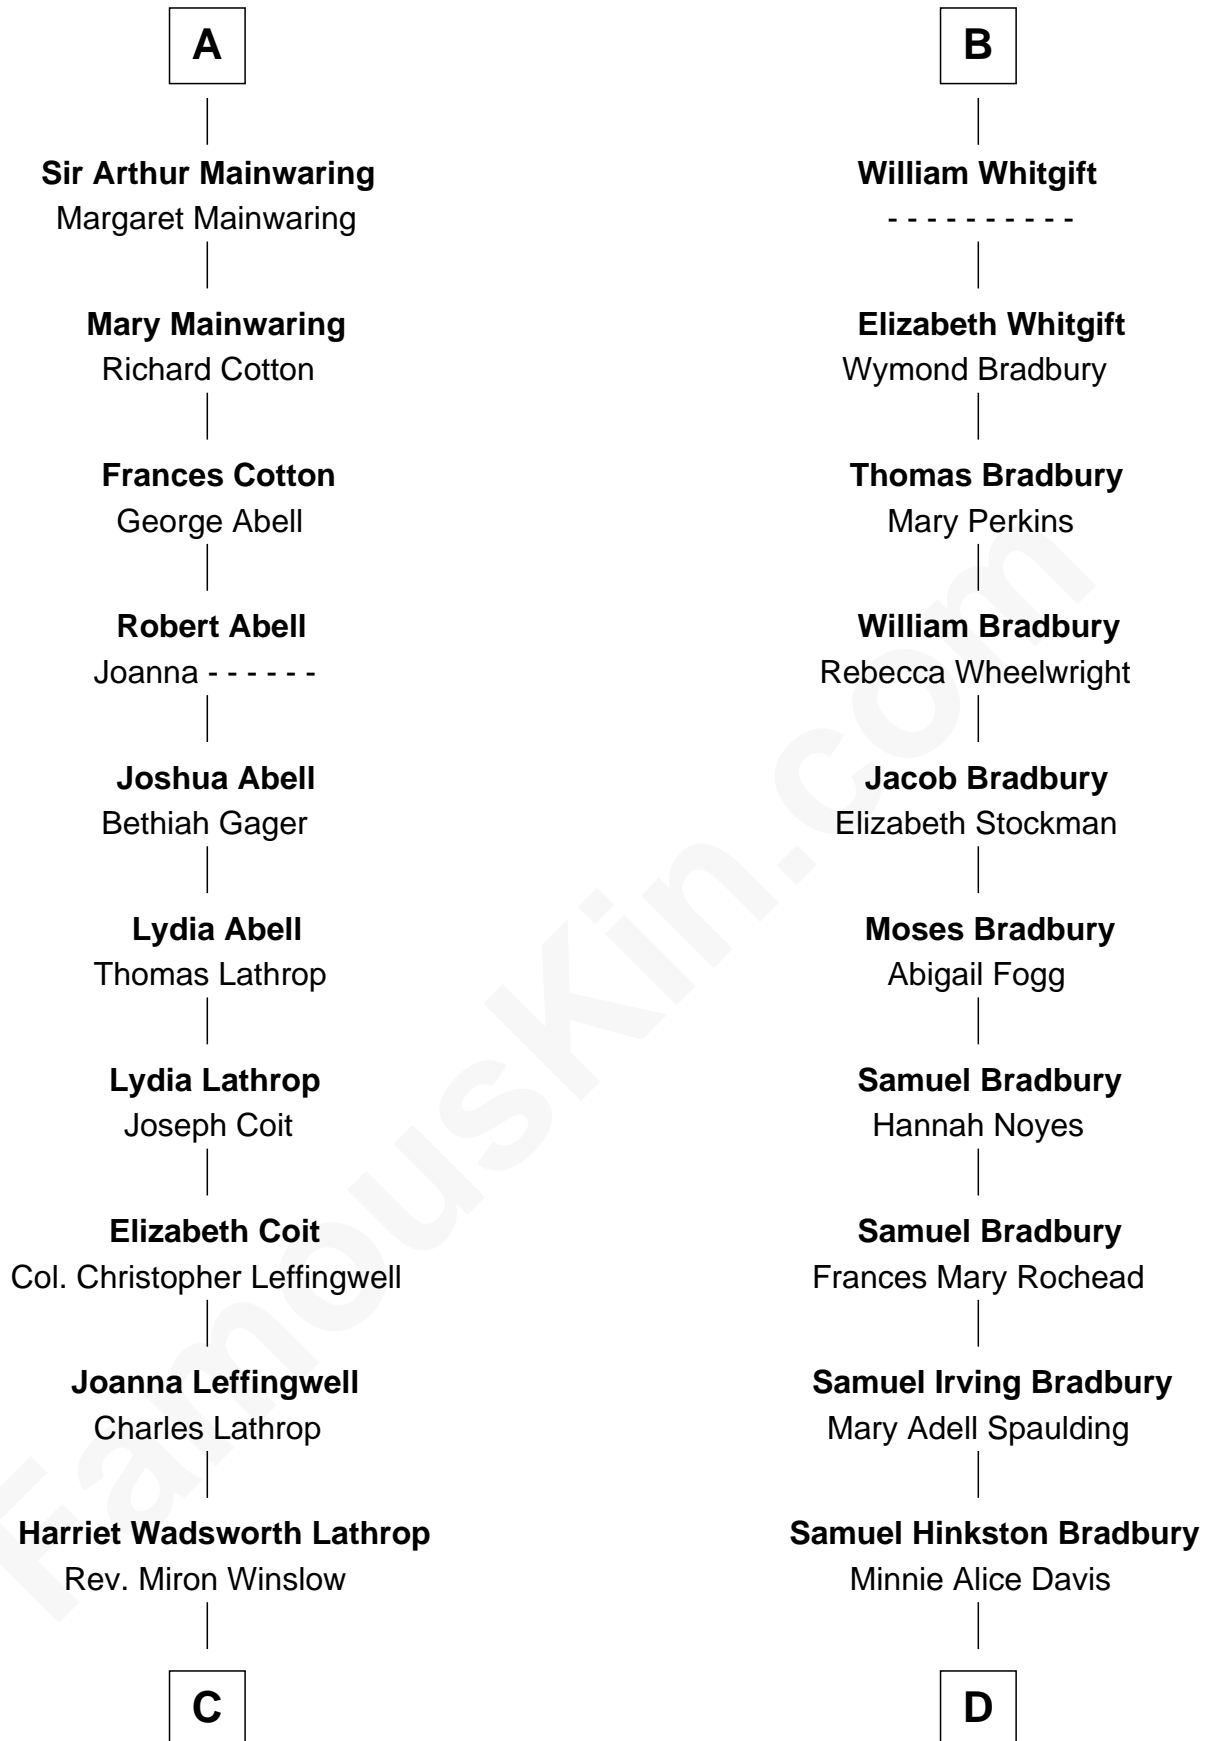 A
Sir Arthur Mainwaring
Margaret Mainwaring
Mary Mainwaring
Richard Cotton
Frances Cotton
George Abell
Robert Abell
Joanna - - - - - -
Joshua Abell
Bethiah Gager
Lydia Abell
Thomas Lathrop
Lydia Lathrop
Joseph Coit
Elizabeth Coit
Col. Christopher Leffingwell
Joanna Leffingwell
Charles Lathrop
Harriet Wadsworth Lathrop
Rev. Miron Winslow
C
B
William Whitgift
- - - - - - - - - -
Elizabeth Whitgift
Wymond Bradbury
Thomas Bradbury
Mary Perkins
William Bradbury
Rebecca Wheelwright
Jacob Bradbury
Elizabeth Stockman
Moses Bradbury
Abigail Fogg
Samuel Bradbury
Hannah Noyes
Samuel Bradbury
Frances Mary Rochead
Samuel Irving Bradbury
Mary Adell Spaulding
Samuel Hinkston Bradbury
Minnie Alice Davis
D
FamousKin.com